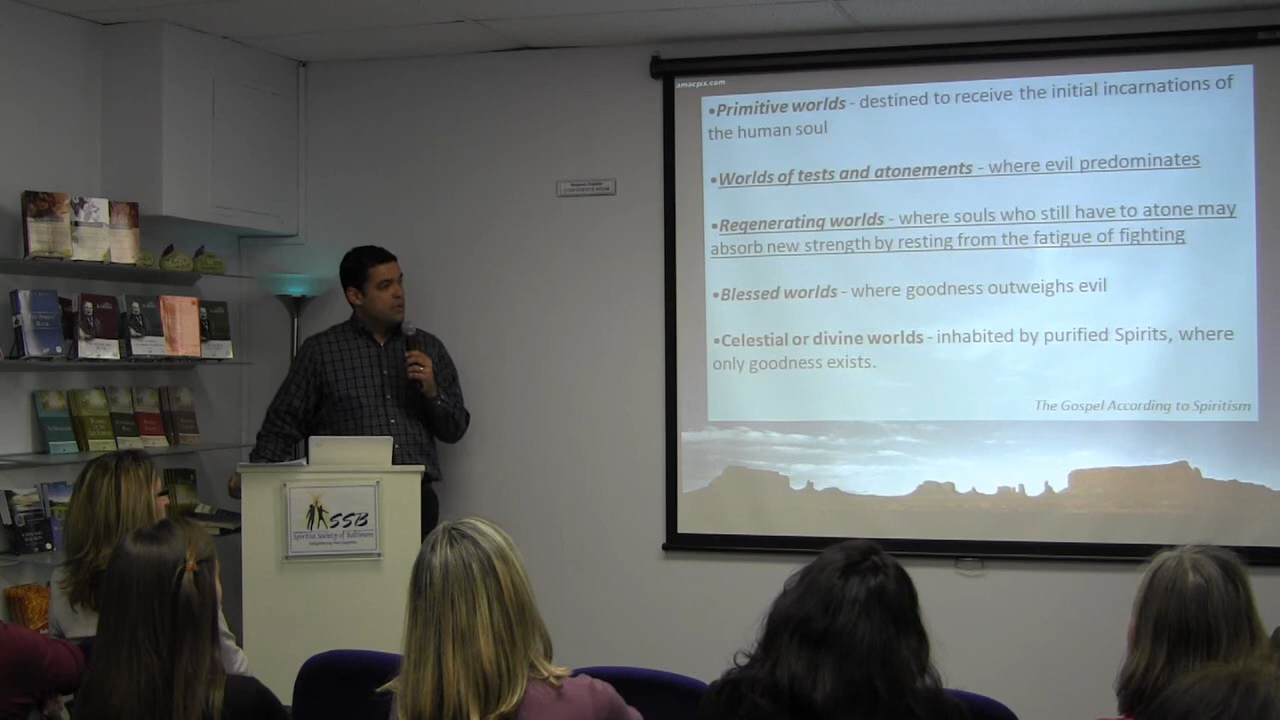 amacpix.com
•Primitive worlds - destined to receive the initial incarnations of
the human soul
•Worlds of tests and atonements - where evil predominates
•Regenerating worlds - where souls who still have to atone may
absorb new strength by resting from the fatigue of fighting
•Blessed worlds - where goodness outweighs evil
•Celestial or divine worlds - inhabited by purified Spirits, where
only goodness exists.
The Gospel According to Spiritism
CONFERENCE ROOM
SSB
Spiritist Society of Baltimore